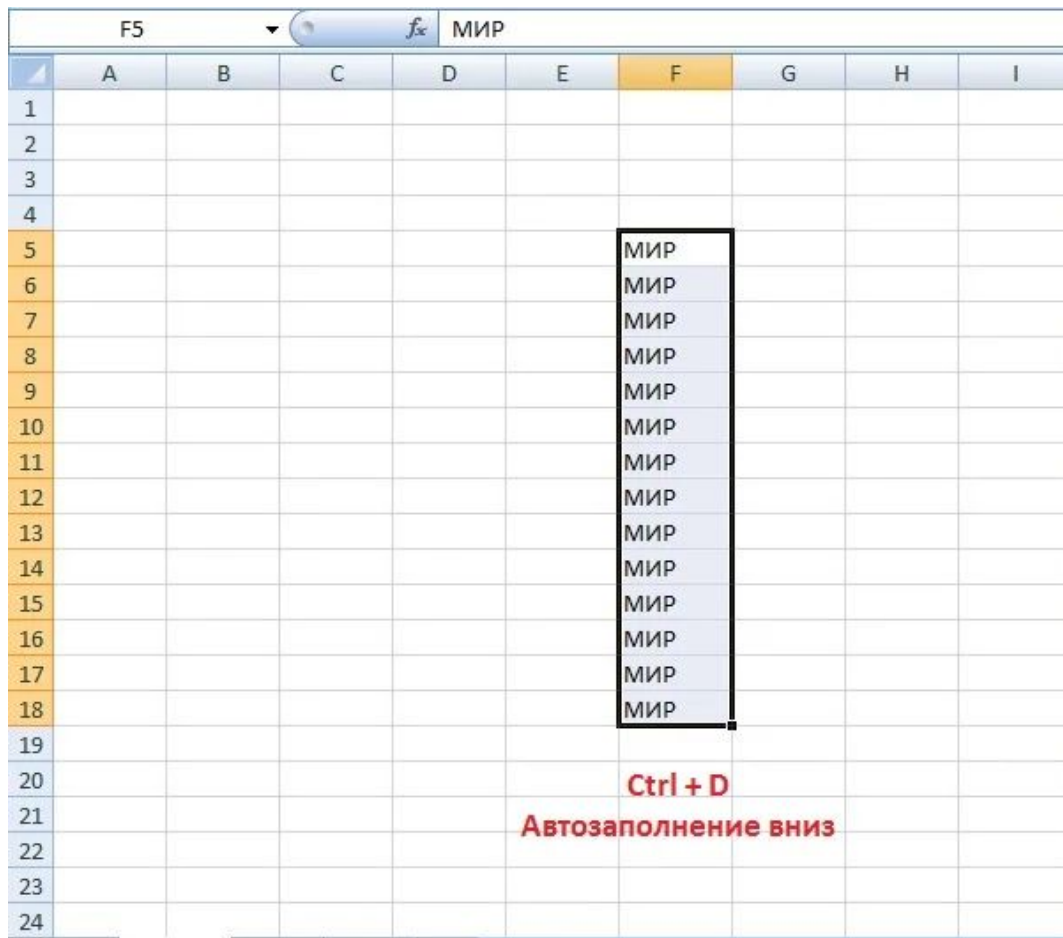 F5 fx МИР
A B C D E F G H I
1
2
3
4
5 МИР
6 МИР
7 МИР
8 МИР
9 МИР
10 МИР
11 МИР
12 МИР
13 МИР
14 МИР
15 МИР
16 МИР
17 МИР
18 МИР
19
20 Ctrl + D
21 Автозаполнение вниз
22
23
24